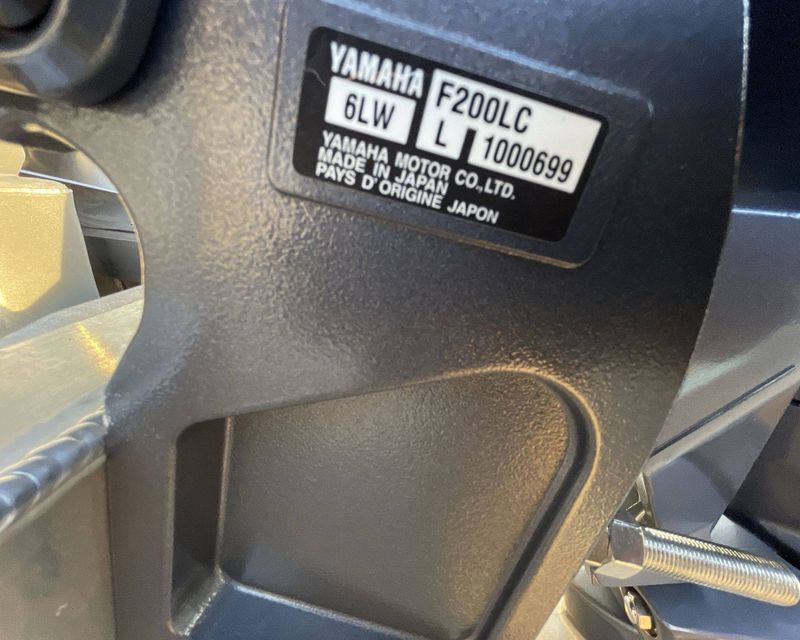 YAMAHA
F200LC
6LW
L 1000699
YAMAHA MOTOR CO.,LTD.
MADE IN JAPAN
PAYS D'ORIGINE JAPON